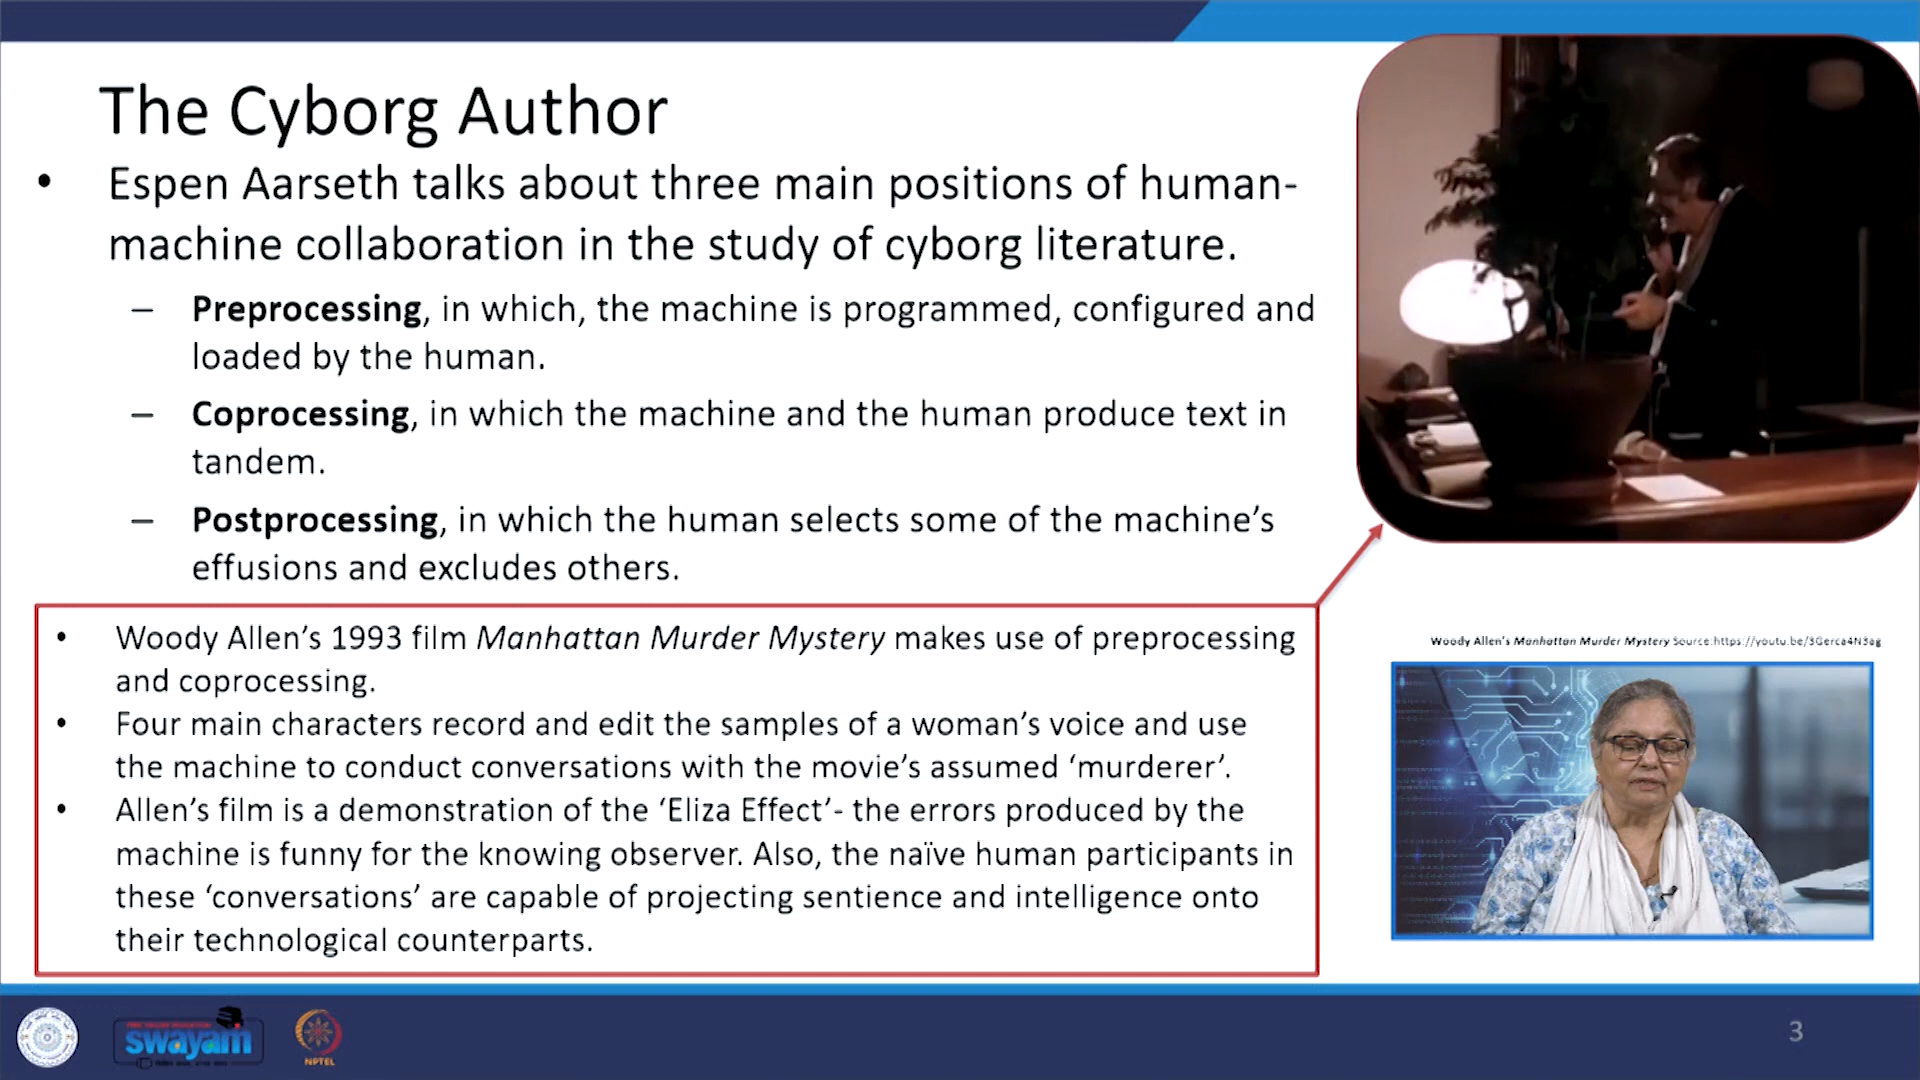 The Cyborg Author
• Espen Aarseth talks about three main positions of human-
machine collaboration in the study of cyborg literature.
– Preprocessing, in which, the machine is programmed, configured and
loaded by the human.
– Coprocessing, in which the machine and the human produce text in
tandem.
– Postprocessing, in which the human selects some of the machine's
effusions and excludes others.
• Woody Allen's 1993 film Manhattan Murder Mystery makes use of preprocessing
and coprocessing.
• Four main characters record and edit the samples of a woman's voice and use
the machine to conduct conversations with the movie's assumed 'murderer'.
• Allen's film is a demonstration of the 'Eliza Effect'- the errors produced by the
machine is funny for the knowing observer. Also, the naïve human participants in
these 'conversations' are capable of projecting sentience and intelligence onto
their technological counterparts.
Woody Allen's Manhattan Murder Mystery Source:https://youtu.be/3Gerca4N3ag
swayam
NPTEL
3